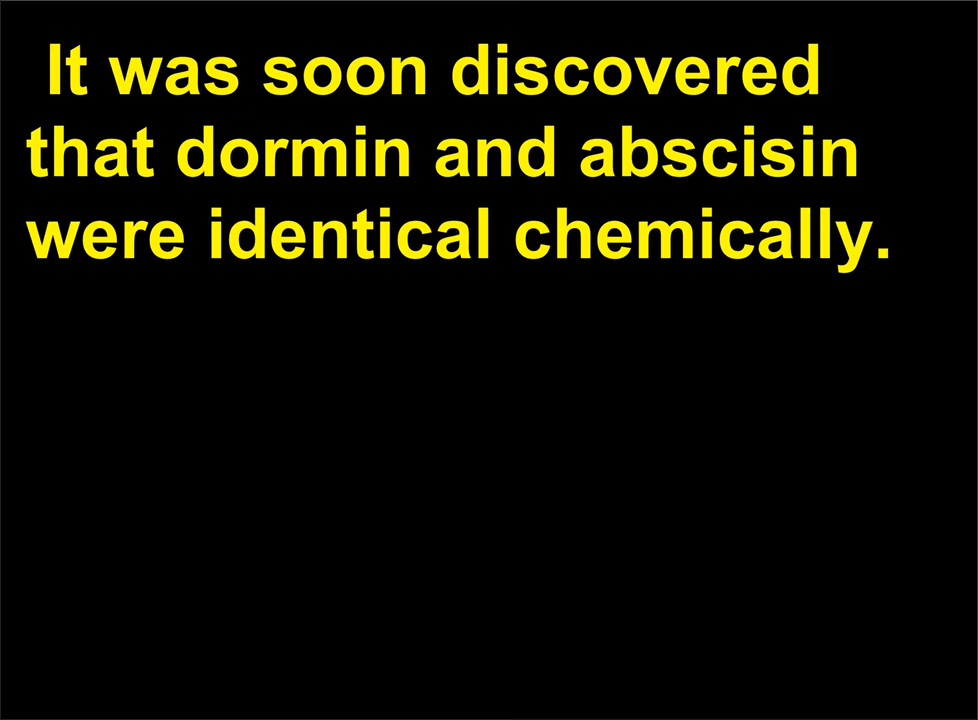 It was soon discovered
that dormin and abscisin
were identical chemically.